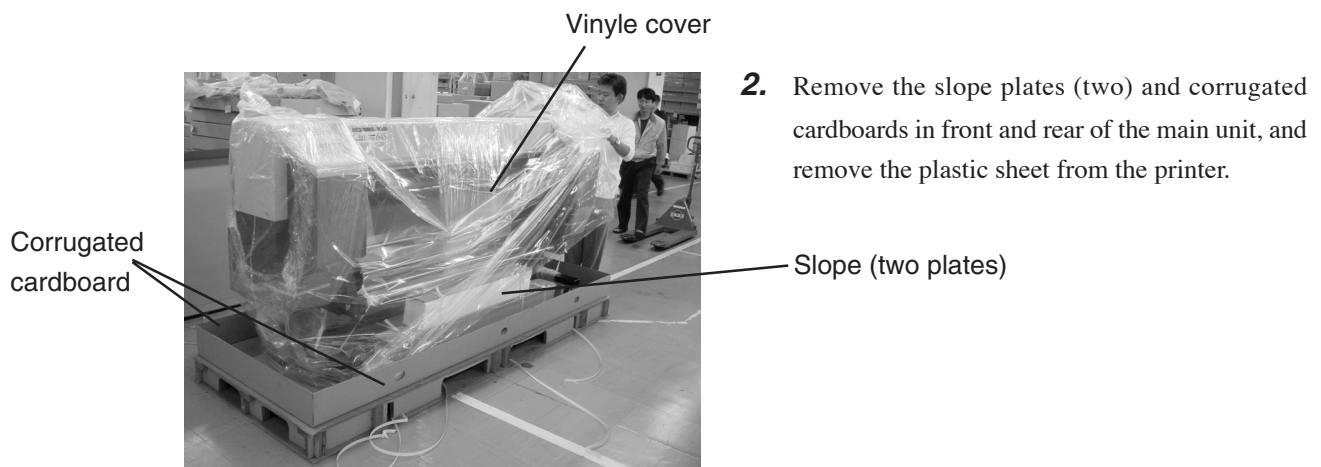 Vinyle cover
2. Remove the slope plates (two) and corrugated
cardboards in front and rear of the main unit, and
remove the plastic sheet from the printer.
Corrugated
cardboard
Slope (two plates)